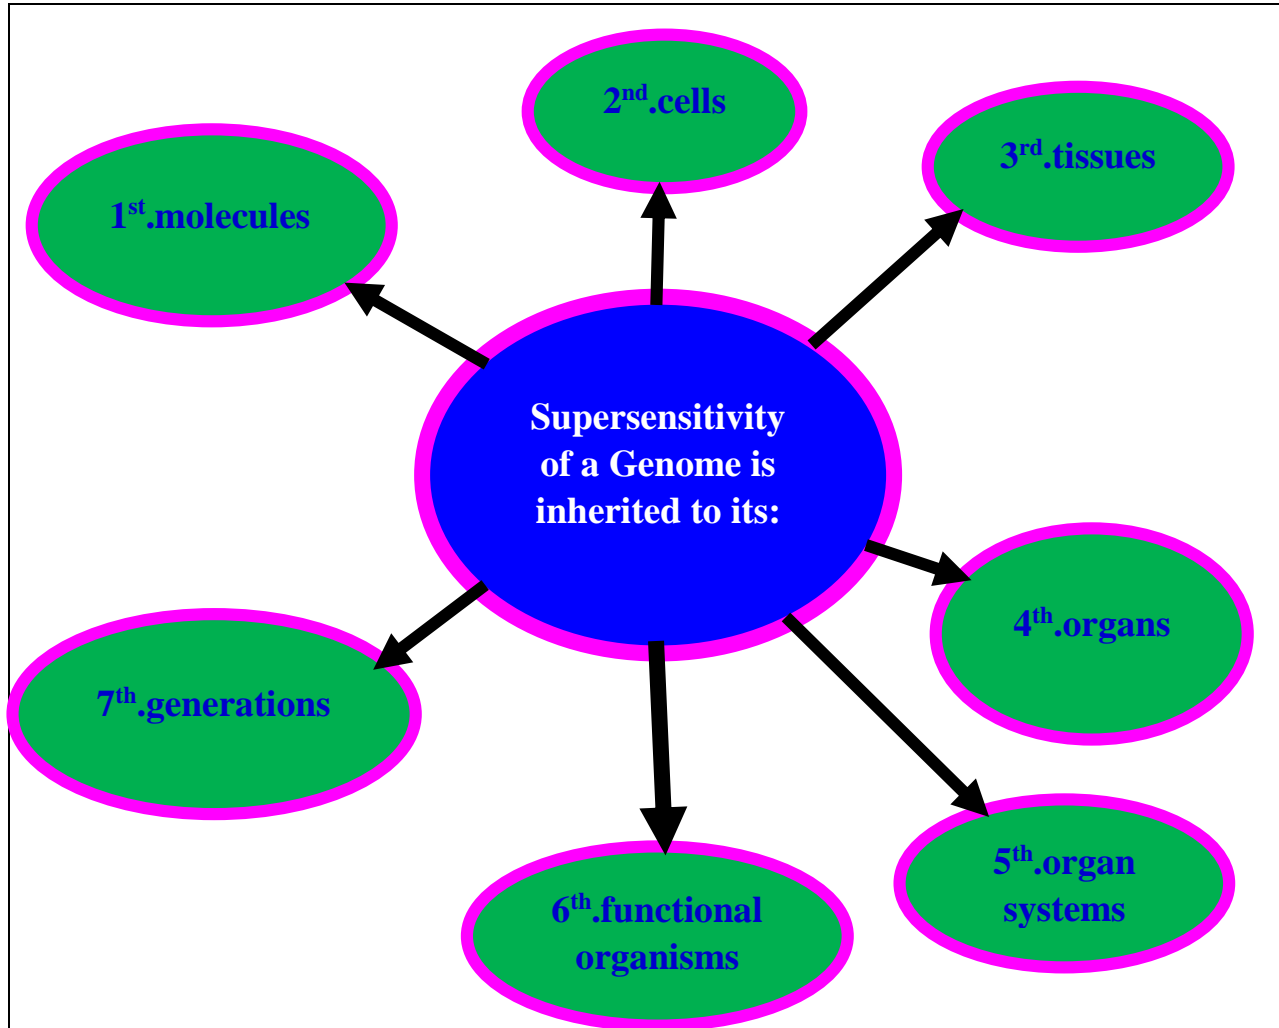 Supersensitivity
of a Genome is
inherited to its:
1st.molecules
2nd.cells
3rd.tissues
4th.organs
5th.organ
systems
6th.functional
organisms
7th.generations